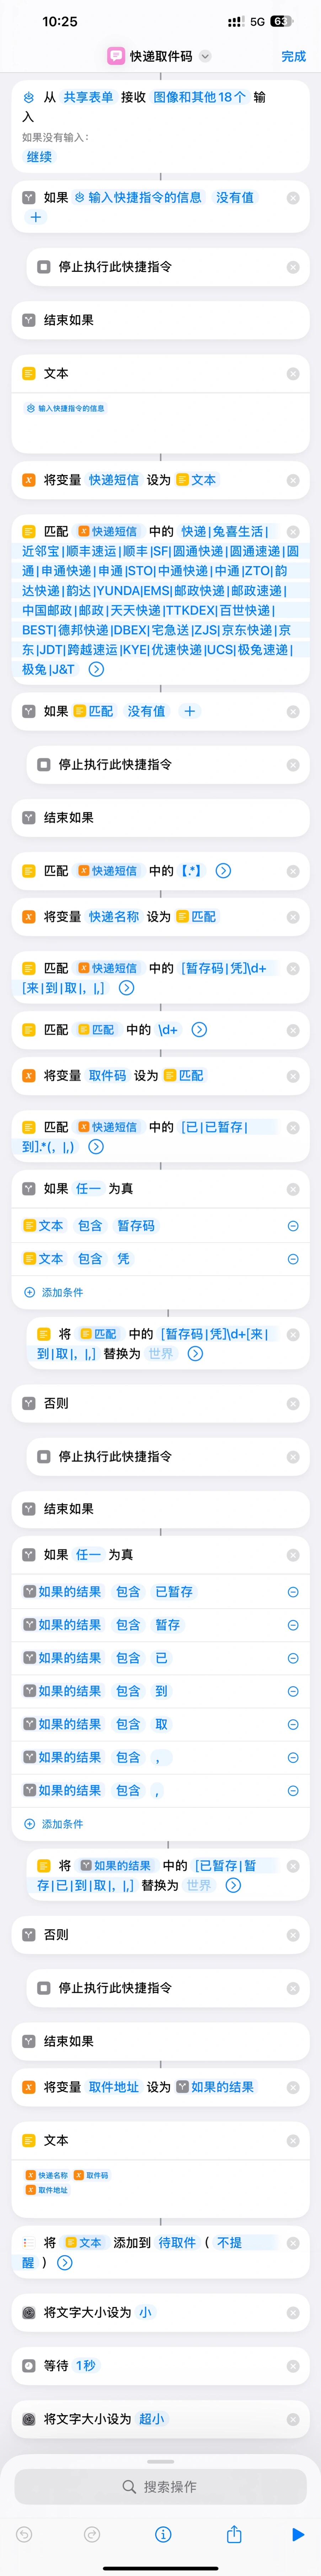 10:25
5G 63
快递取件码
完成
从 共享表单 接收 图像和其他18个 输
入
如果没有输入：
继续
如果 输入快捷指令的信息 没有值
停止执行此快捷指令
结束如果
文本
输入快捷指令的信息
将变量 快递短信 设为 文本
匹配 快递短信 中的 快递|兔喜生活|
近邻宝|顺丰速运|顺丰|SF|圆通快递|圆通速递|圆
通|申通快递|申通|STO|中通快递|中通|ZTO|韵
达快递|韵达|YUNDA|EMS|邮政快递|邮政速递|
中国邮政|邮政|天天快递|TTKDEX|百世快递|
BEST|德邦快递|DBEX|宅急送|ZJS|京东快递|京
东|JDT|跨越速运|KYE|优速快递|UCS|极兔速递|
极兔|J&T
如果 匹配 没有值
停止执行此快捷指令
结束如果
匹配 快递短信 中的 【.*】
将变量 快递名称 设为 匹配
匹配 快递短信 中的 [暂存码|凭]\d+
[来|到|取|，|,]
匹配 匹配 中的 \d+
将变量 取件码 设为 匹配
匹配 快递短信 中的 [已|已暂存|
到].*(，|,)
如果 任一 为真
文本 包含 暂存码
文本 包含 凭
添加条件
将 匹配 中的 [暂存码|凭]\d+[来|
到|取|，|,] 替换为 世界
否则
停止执行此快捷指令
结束如果
如果 任一 为真
如果的结果 包含 已暂存
如果的结果 包含 暂存
如果的结果 包含 已
如果的结果 包含 到
如果的结果 包含 取
如果的结果 包含 ，
如果的结果 包含 ,
添加条件
将 如果的结果 中的 [已暂存|暂
存|已|到|取|，|,] 替换为 世界
否则
停止执行此快捷指令
结束如果
将变量 取件地址 设为 如果的结果
文本
快递名称 取件码
取件地址
将 文本 添加到 待取件 （ 不提
醒 ）
将文字大小设为 小
等待 1秒
将文字大小设为 超小
搜索操作